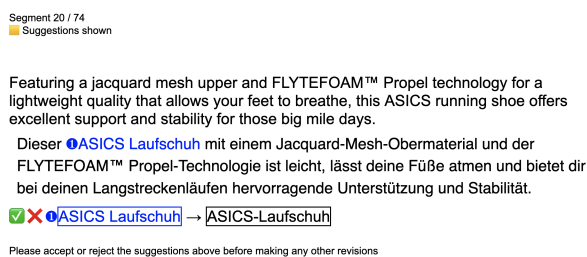 Segment 20 / 74
Suggestions shown
Featuring a jacquard mesh upper and FLYTEFOAM™ Propel technology for a
lightweight quality that allows your feet to breathe, this ASICS running shoe offers
excellent support and stability for those big mile days.
Dieser ❶ASICS Laufschuh mit einem Jacquard-Mesh-Obermaterial und der
FLYTEFOAM™ Propel-Technologie ist leicht, lässt deine Füße atmen und bietet dir
bei deinen Langstreckenläufen hervorragende Unterstützung und Stabilität.
✅❌❶ASICS Laufschuh → ASICS-Laufschuh
Please accept or reject the suggestions above before making any other revisions